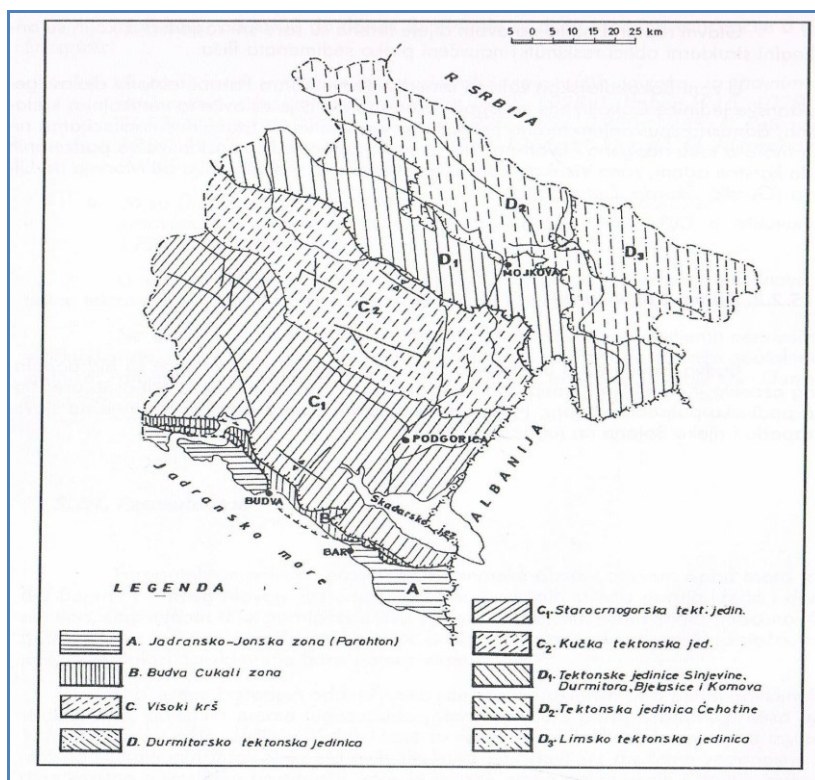 5 0 5 10 15 20 25 km
R. SRBIJA
D2
D3
D1
MOJKOVAC
C2
C1
PODGORICA
ALBANIJA
Skadarsko jez.
BUDVA
B
BAR
A
Jadransko more
LEGENDA
A. Jadransko-Jonska zona (Parohton)
B. Budva Cukali zona
C. Visoki krš
D. Durmitorsko tektonska jedinica
C1. Starocrnogorska tekt. jedin.
C2. Kučka tektonska jed.
D1. Tektonske jedinice Sinjevine,
Durmitora, Bjelasice i Komova
D2. Tektonska jedinica Ćehotine
D3. Limsko tektonska jedinica